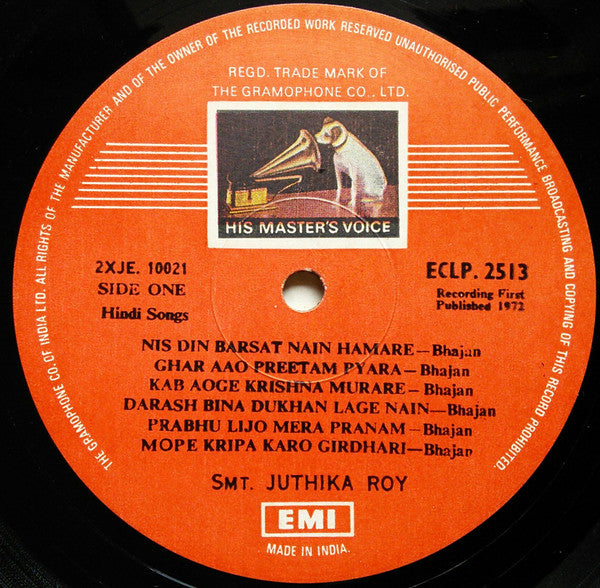 THE GRAMOPHONE CO. OF INDIA LTD. ALL RIGHTS OF THE MANUFACTURER AND OF THE OWNER OF THE RECORDED WORK RESERVED UNAUTHORISED PUBLIC PERFORMANCE BROADCASTING AND COPYING OF THIS RECORD PROHIBITED.
REGD. TRADE MARK OF
THE GRAMOPHONE CO., LTD.
HIS MASTER'S VOICE
2XJE. 10021
SIDE ONE
Hindi Songs
ECLP. 2513
Recording First
Published 1972
NIS DIN BARSAT NAIN HAMARE—Bhajan
GHAR AAO PREETAM PYARA—Bhajan
KAB AOGE KRISHNA MURARE—Bhajan
DARASH BINA DUKHAN LAGE NAIN—Bhajan
PRABHU LIJO MERA PRANAM—Bhajan
MOPE KRIPA KARO GIRDHARI—Bhajan
SMT. JUTHIKA ROY
EMI
MADE IN INDIA.